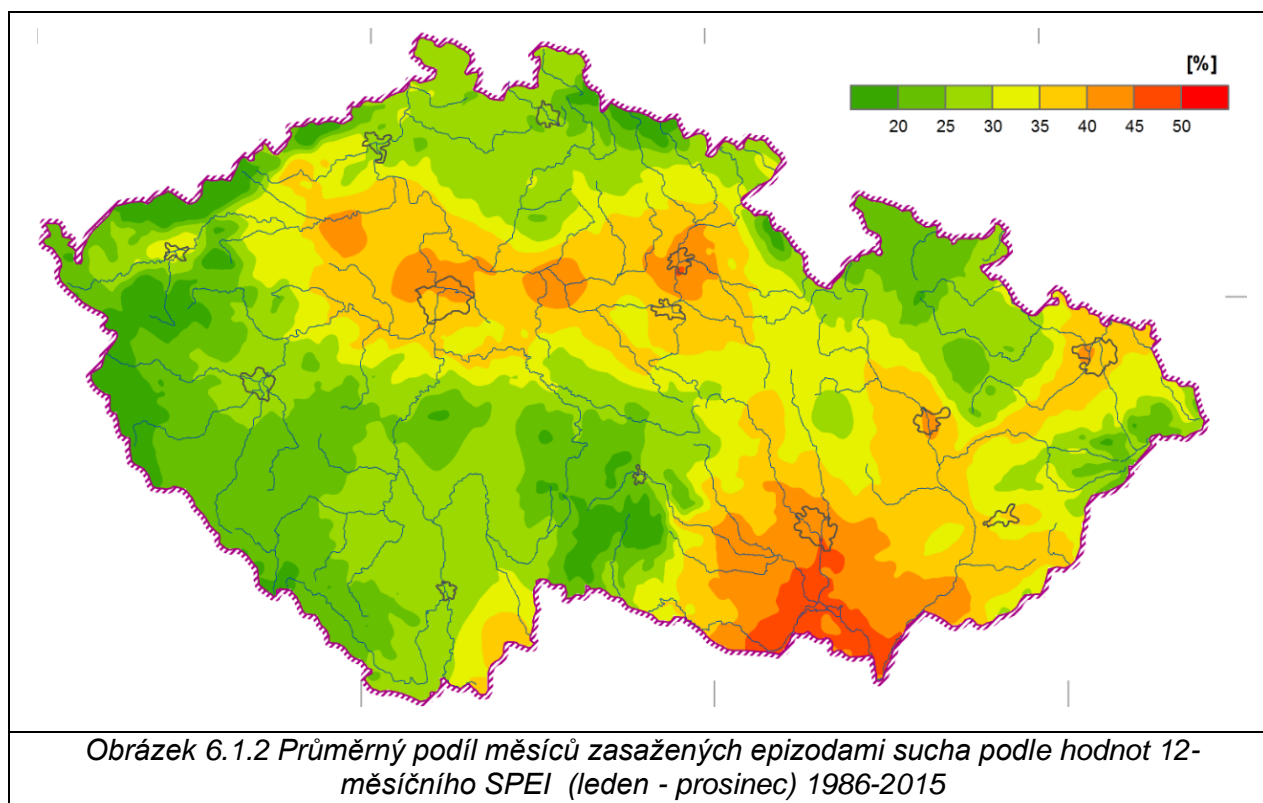 [%]
20 25 30 35 40 45 50
Obrázek 6.1.2 Průměrný podíl měsíců zasažených epizodami sucha podle hodnot 12-
měsíčního SPEI (leden - prosinec) 1986-2015